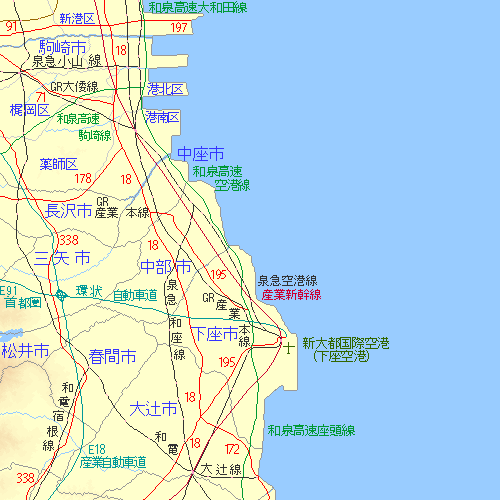 和泉高速大和田線
新港区
91
197
駒崎市
18
泉急小山線
GR大倭線
港北区
71
梶岡区
和泉高速
駒崎線
港南区
中座市
薬師区
和泉高速
空港線
178
18
長沢市
GR
産業本線
338
18
三矢市
中部市
195
泉急空港線
E91
首都圏
環状
自動車道
泉急和座線
GR
産業本線
産業新幹線
下座市
新大都国際空港
(下座空港)
松井市
春間市
195
和電宿根線
大辻市
18
和泉高速座頭線
和電
18
172
E18
産業自動車道
大辻線
338